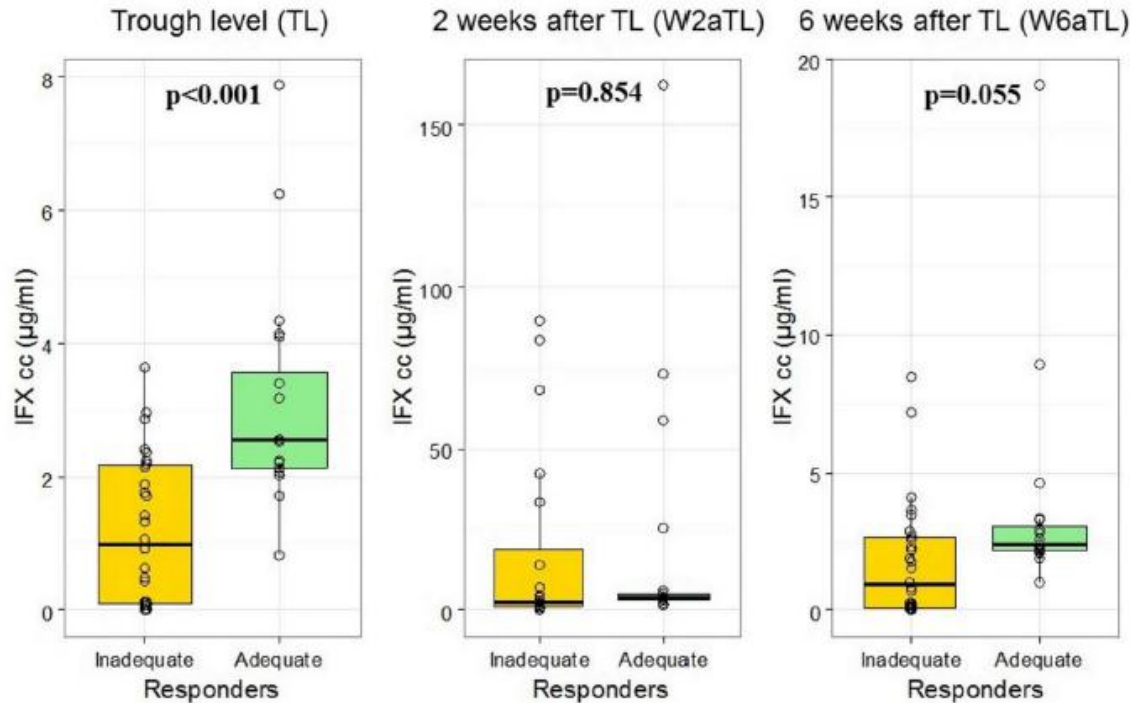 Trough level (TL)
p<0.001
8
6
4
2
0
IFX cc (µg/ml)
Inadequate Adequate
Responders
2 weeks after TL (W2aTL)
p=0.854
150
100
50
0
IFX cc (µg/ml)
Inadequate Adequate
Responders
6 weeks after TL (W6aTL)
p=0.055
20
15
10
5
0
IFX cc (µg/ml)
Inadequate Adequate
Responders